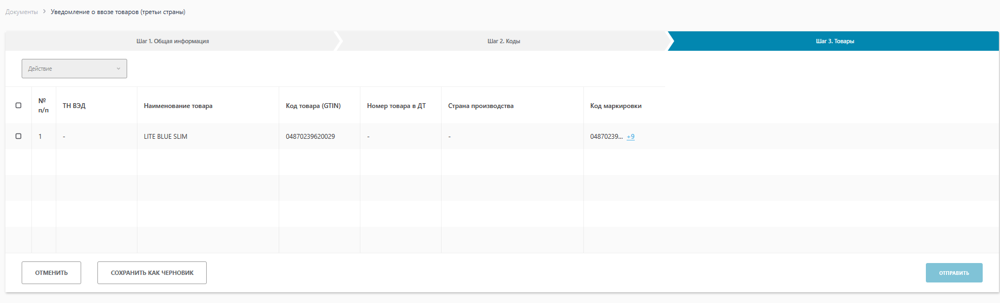 Документы > Уведомление о ввозе товаров (третьи страны)
Шаг 1. Общая информация
Шаг 2. Коды
Шаг 3. Товары
Действие
№ п/п
ТН ВЭД
Наименование товара
Код товара (GTIN)
Номер товара в ДТ
Страна производства
Код маркировки
1
-
LITE BLUE SLIM
04870239620029
-
-
04870239... +9
ОТМЕНИТЬ
СОХРАНИТЬ КАК ЧЕРНОВИК
ОТПРАВИТЬ